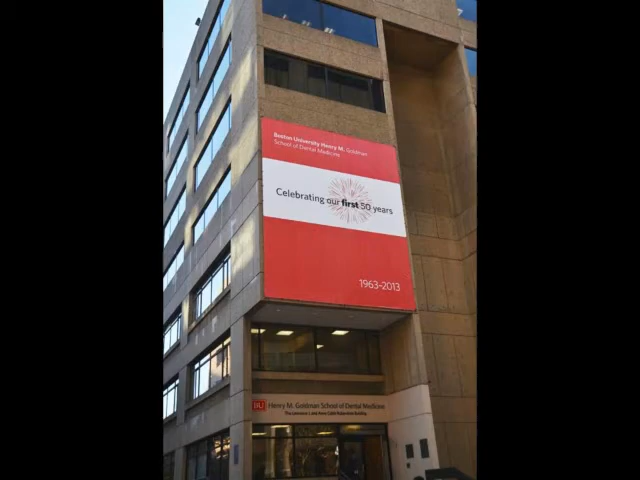 Boston University Henry M. Goldman
School of Dental Medicine
Celebrating our first 50 years
1963–2013
BU Henry M. Goldman School of Dental Medicine